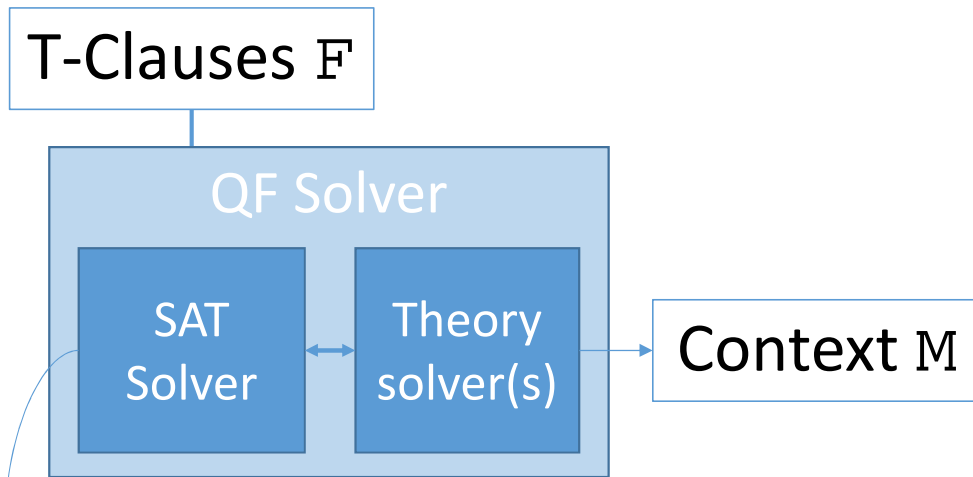 T-Clauses F
QF Solver
SAT
Solver
Theory
solver(s)
Context M